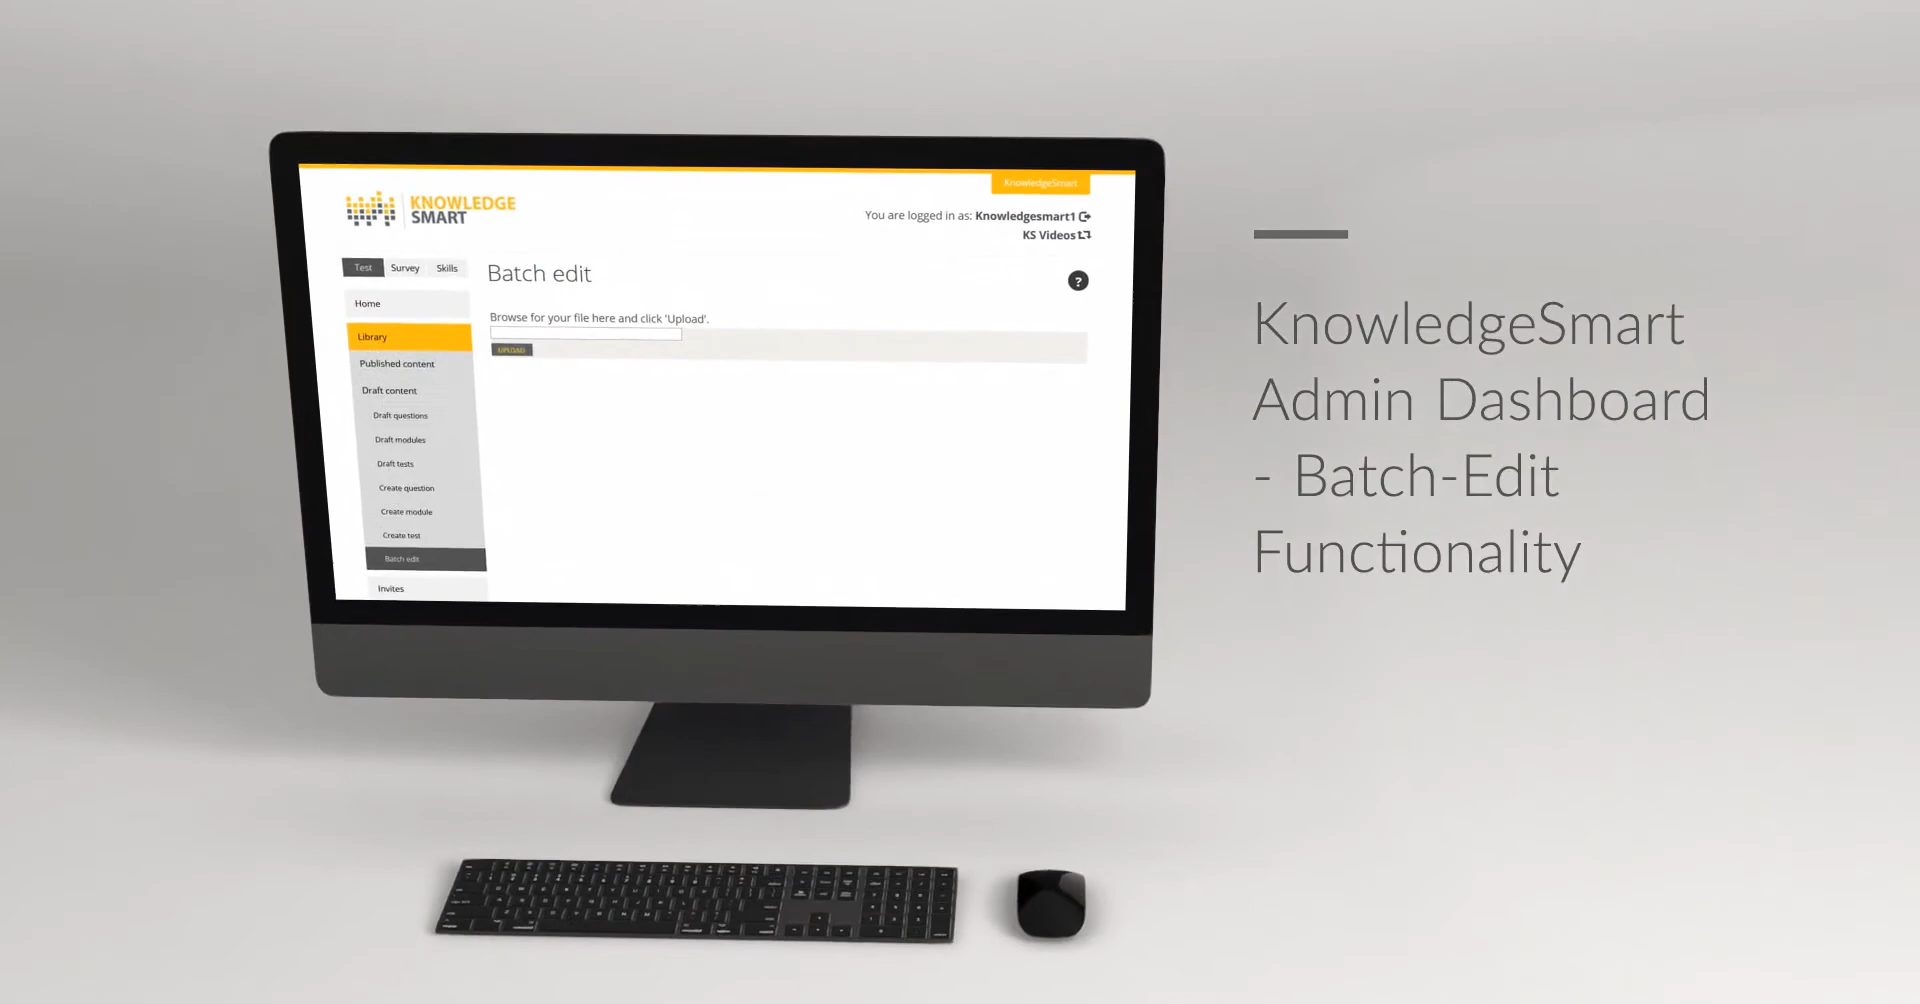 KnowledgeSmart
KNOWLEDGE
SMART
You are logged in as: Knowledgesmart1
KS Videos
Test Survey Skills
Batch edit
?
Home
Browse for your file here and click 'Upload'.
Library
UPLOAD
Published content
Draft content
Draft questions
Draft modules
Draft tests
Create question
Create module
Create test
Batch edit
Invites
KnowledgeSmart
Admin Dashboard
- Batch-Edit
Functionality